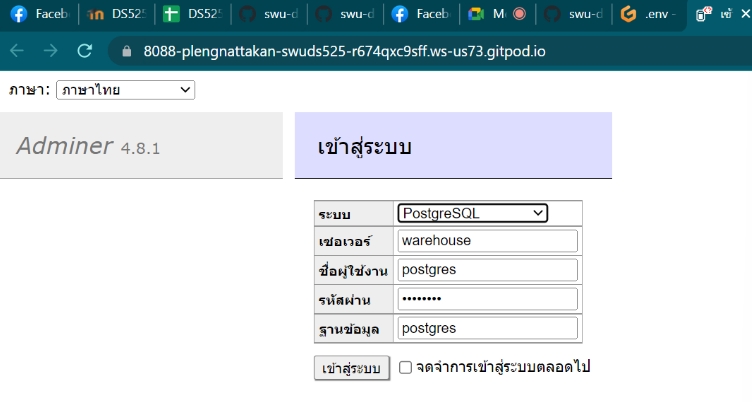 Faceb
DS525
DS525
swu-d
swu-d
Faceb
M
swu-d
.env -
เข้
8088-plengnattakan-swuds525-r674qxc9sff.ws-us73.gitpod.io
ภาษา: ภาษาไทย
Adminer 4.8.1
เข้าสู่ระบบ
ระบบ PostgreSQL
เซอเวอร์ warehouse
ชื่อผู้ใช้งาน postgres
รหัสผ่าน ••••••••
ฐานข้อมูล postgres
เข้าสู่ระบบ จดจำการเข้าสู่ระบบตลอดไป